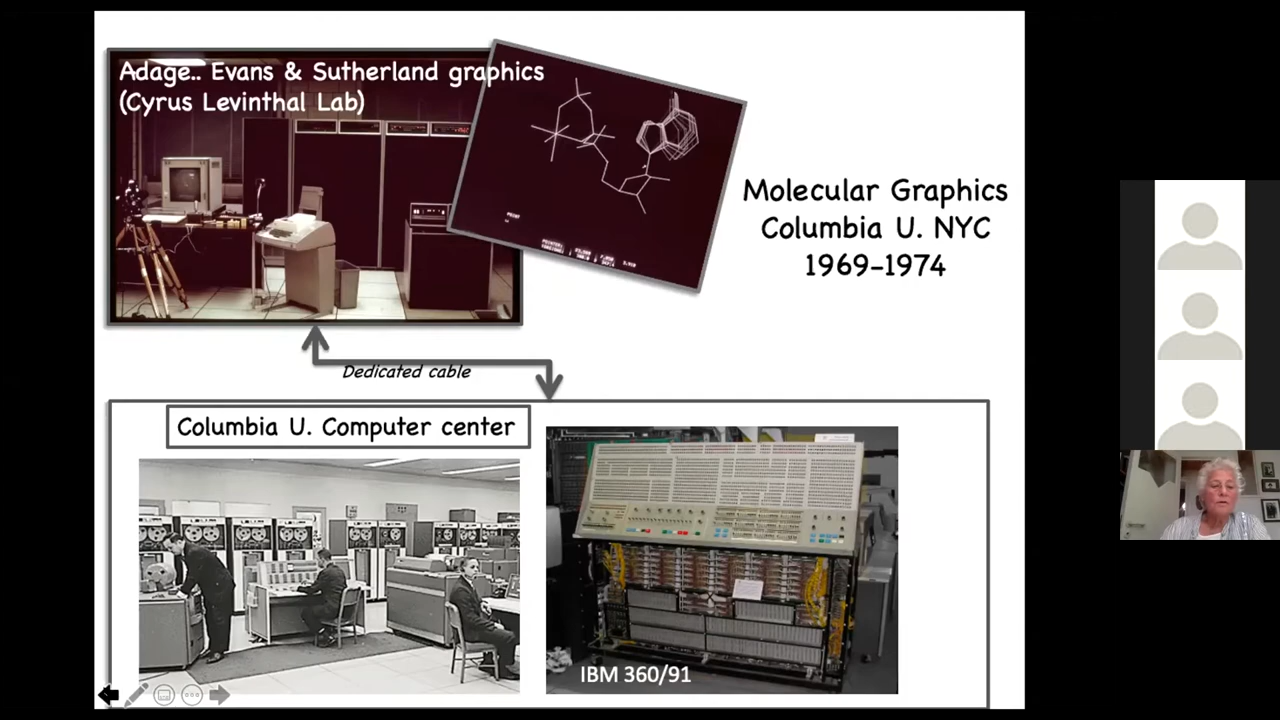 Adage.. Evans & Sutherland graphics
(Cyrus Levinthal Lab)
Molecular Graphics
Columbia U. NYC
1969-1974
Dedicated cable
Columbia U. Computer center
IBM 360/91